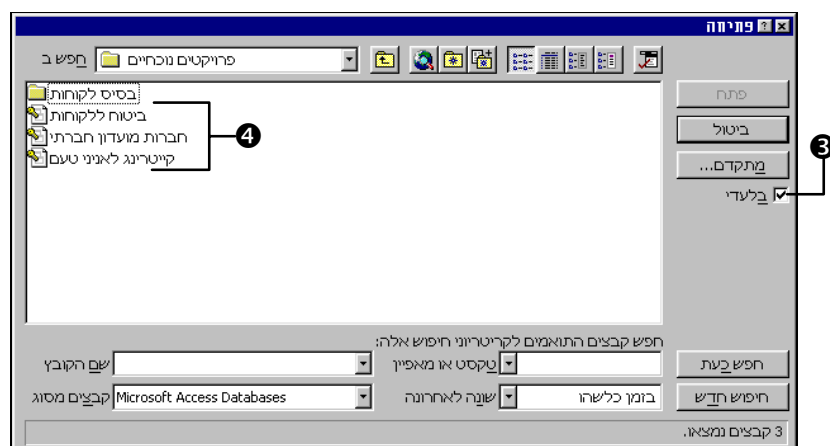 פתיחה
חפש ב
פרויקטים נוכחיים
בסיס לקוחות
ביטוח ללקוחות
חברות מועדון חברתי
קייטרינג לאניני טעם
4
פתח
ביטול
מתקדם...
בלעדי
3
חפש קבצים התואמים לקריטריוני חיפוש אלה:
שם הקובץ
טקסט או מאפיין
חפש כעת
קבצים מסוג
Microsoft Access Databases
שונה לאחרונה
בזמן כלשהו
חיפוש חדש
3 קבצים נמצאו.